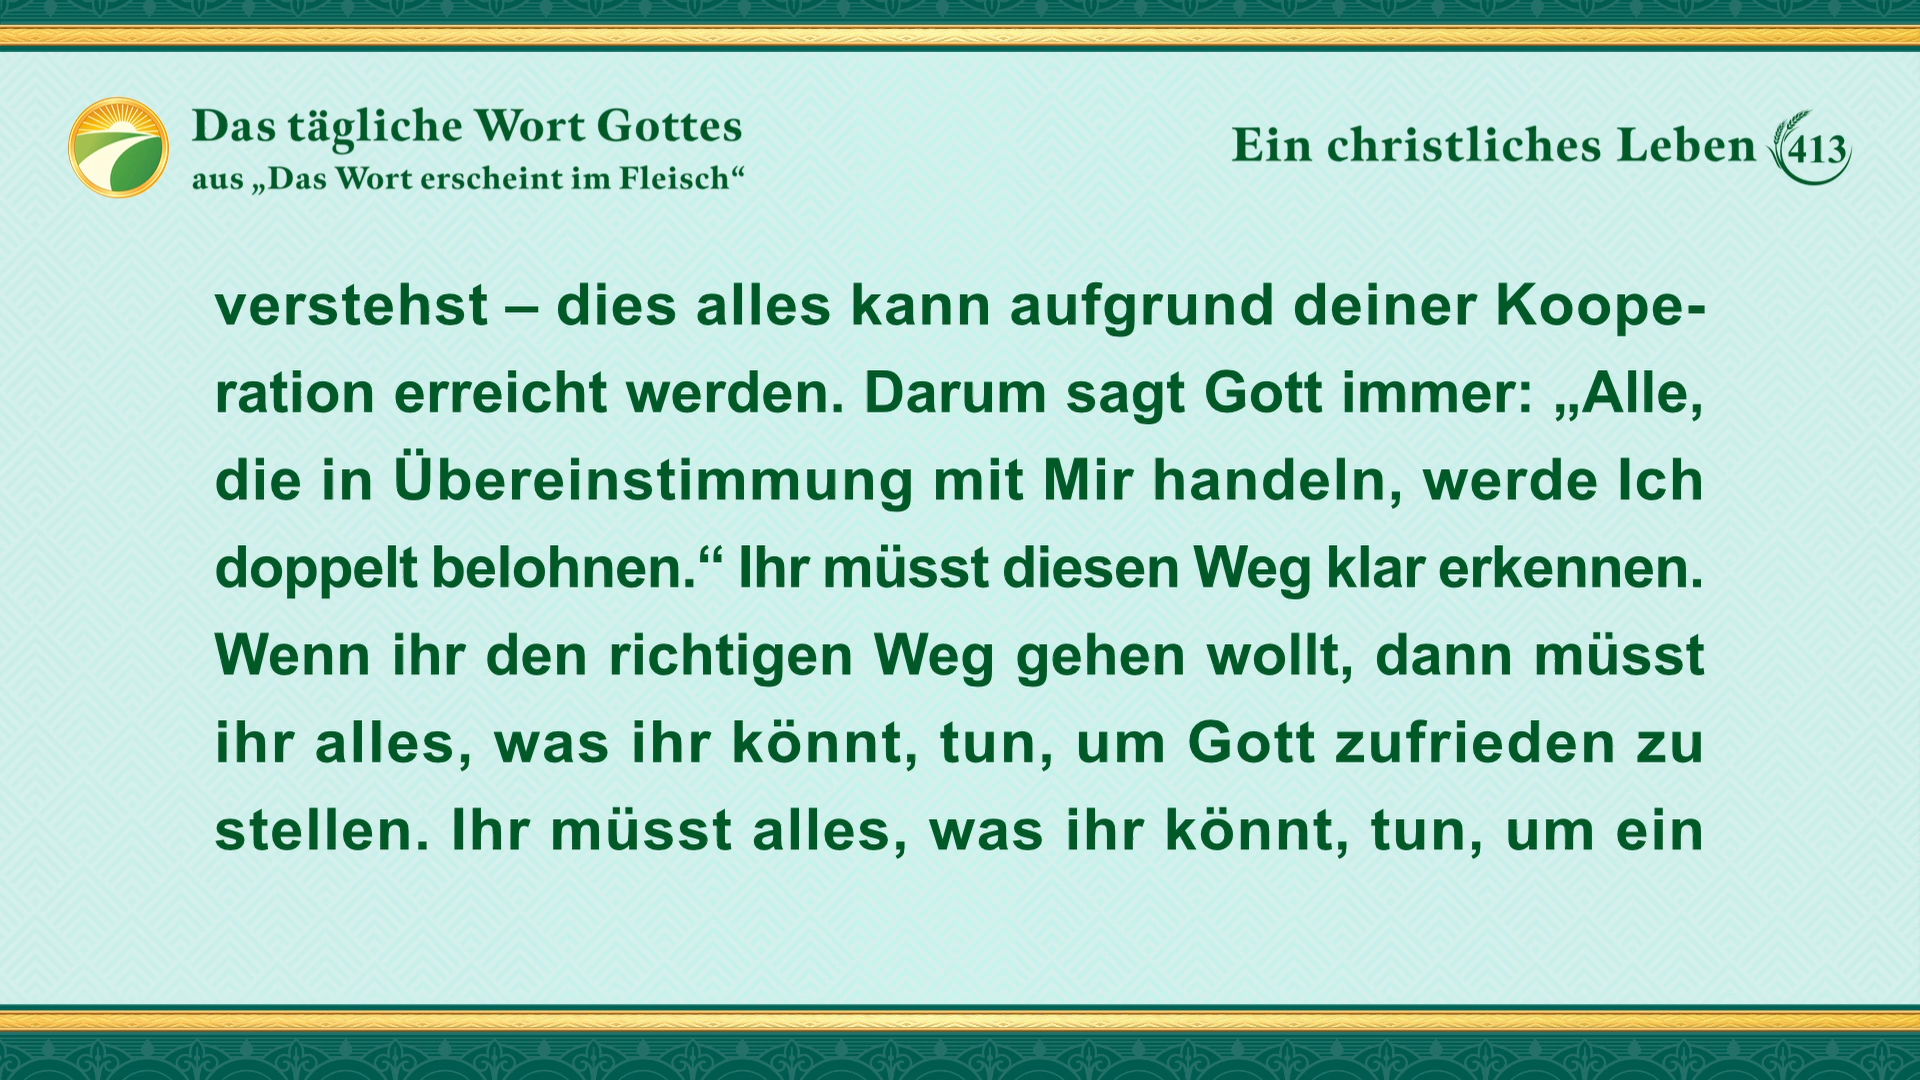 Das tägliche Wort Gottes
aus „Das Wort erscheint im Fleisch“
Ein christliches Leben 413
verstehst – dies alles kann aufgrund deiner Koope-
ration erreicht werden. Darum sagt Gott immer: „Alle,
die in Übereinstimmung mit Mir handeln, werde Ich
doppelt belohnen.“ Ihr müsst diesen Weg klar erkennen.
Wenn ihr den richtigen Weg gehen wollt, dann müsst
ihr alles, was ihr könnt, tun, um Gott zufrieden zu
stellen. Ihr müsst alles, was ihr könnt, tun, um ein